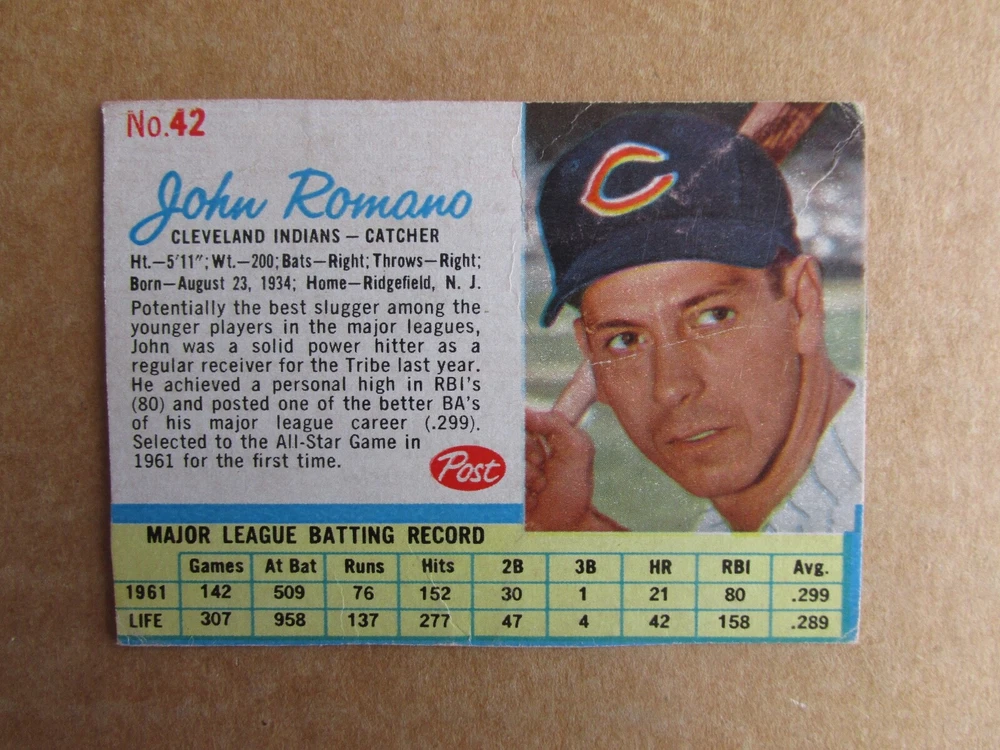 No.42
John Romano
CLEVELAND INDIANS – CATCHER
Ht.–5'11"; Wt.–200; Bats–Right; Throws–Right;
Born–August 23, 1934; Home–Ridgefield, N. J.
Potentially the best slugger among the
younger players in the major leagues,
John was a solid power hitter as a
regular receiver for the Tribe last year.
He achieved a personal high in RBI's
(80) and posted one of the better BA's
of his major league career (.299).
Selected to the All-Star Game in
1961 for the first time.
Post
C
MAJOR LEAGUE BATTING RECORD
Games At Bat Runs Hits 2B 3B HR RBI Avg.
1961 142 509 76 152 30 1 21 80 .299
LIFE 307 958 137 277 47 4 42 158 .289